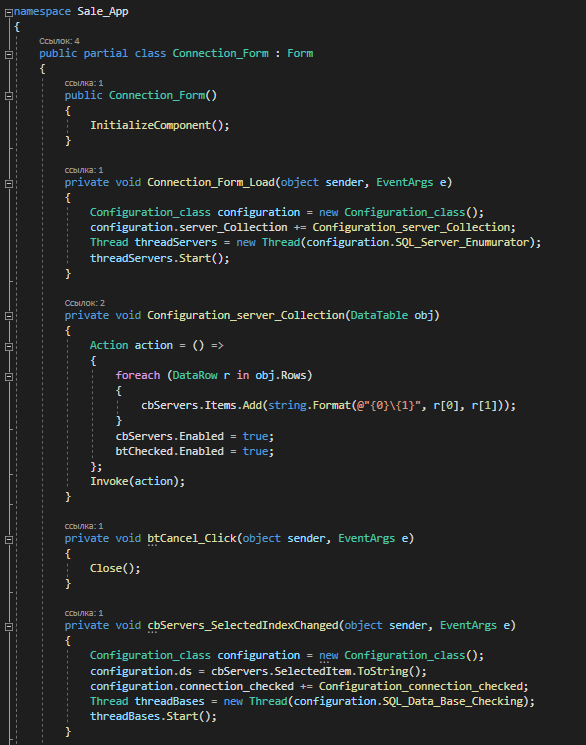 namespace Sale_App
{
Ссылок: 4
public partial class Connection_Form : Form
{
ссылка: 1
public Connection_Form()
{
InitializeComponent();
}
ссылка: 1
private void Connection_Form_Load(object sender, EventArgs e)
{
Configuration_class configuration = new Configuration_class();
configuration.server_Collection += Configuration_server_Collection;
Thread threadServers = new Thread(configuration.SQL_Server_Enumurator);
threadServers.Start();
}
Ссылок: 2
private void Configuration_server_Collection(DataTable obj)
{
Action action = () =>
{
foreach (DataRow r in obj.Rows)
{
cbServers.Items.Add(string.Format(@"{0}\{1}", r[0], r[1]));
}
cbServers.Enabled = true;
btChecked.Enabled = true;
};
Invoke(action);
}
ссылка: 1
private void btCancel_Click(object sender, EventArgs e)
{
Close();
}
ссылка: 1
private void cbServers_SelectedIndexChanged(object sender, EventArgs e)
{
Configuration_class configuration = new Configuration_class();
configuration.ds = cbServers.SelectedItem.ToString();
configuration.connection_checked += Configuration_connection_checked;
Thread threadBases = new Thread(configuration.SQL_Data_Base_Checking);
threadBases.Start();
}